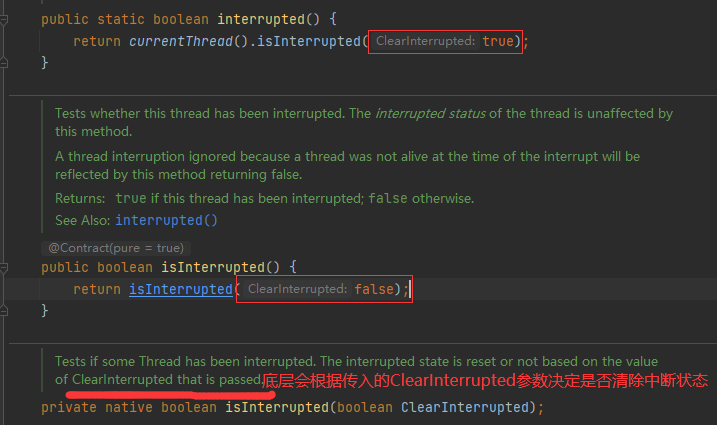 public static boolean interrupted() {
return currentThread().isInterrupted( ClearInterrupted: true);
}
Tests whether this thread has been interrupted. The interrupted status of the thread is unaffected by
this method.
A thread interruption ignored because a thread was not alive at the time of the interrupt will be
reflected by this method returning false.
Returns: true if this thread has been interrupted; false otherwise.
See Also: interrupted()
@Contract(pure = true)
public boolean isInterrupted() {
return isInterrupted( ClearInterrupted: false);
}
Tests if some Thread has been interrupted. The interrupted state is reset or not based on the value
of ClearInterrupted that is passed. 底层会根据传入的ClearInterrupted参数决定是否清除中断状态
private native boolean isInterrupted(boolean ClearInterrupted);